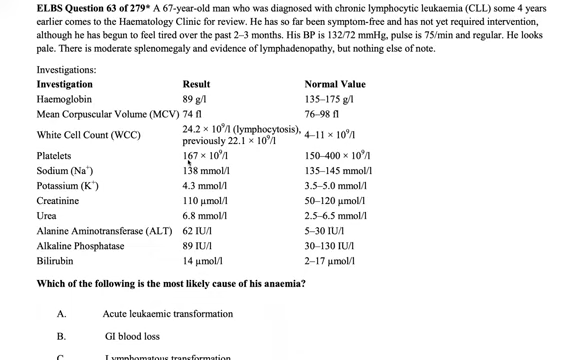 ELBS Question 63 of 279* A 67-year-old man who was diagnosed with chronic lymphocytic leukaemia (CLL) some 4 years
earlier comes to the Haematology Clinic for review. He has so far been symptom-free and has not yet required intervention,
although he has begun to feel tired over the past 2–3 months. His BP is 132/72 mmHg, pulse is 75/min and regular. He looks
pale. There is moderate splenomegaly and evidence of lymphadenopathy, but nothing else of note.
Investigations:
Investigation Result Normal Value
Haemoglobin 89 g/l 135–175 g/l
Mean Corpuscular Volume (MCV) 74 fl 76–98 fl
White Cell Count (WCC) 24.2 × 10⁹/l (lymphocytosis), previously 22.1 × 10⁹/l 4–11 × 10⁹/l
Platelets 167 × 10⁹/l 150–400 × 10⁹/l
Sodium (Na⁺) 138 mmol/l 135–145 mmol/l
Potassium (K⁺) 4.3 mmol/l 3.5–5.0 mmol/l
Creatinine 110 µmol/l 50–120 µmol/l
Urea 6.8 mmol/l 2.5–6.5 mmol/l
Alanine Aminotransferase (ALT) 62 IU/l 5–30 IU/l
Alkaline Phosphatase 89 IU/l 30–130 IU/l
Bilirubin 14 µmol/l 2–17 µmol/l
Which of the following is the most likely cause of his anaemia?
A. Acute leukaemic transformation
B. GI blood loss
C. Lymphomatous transformation